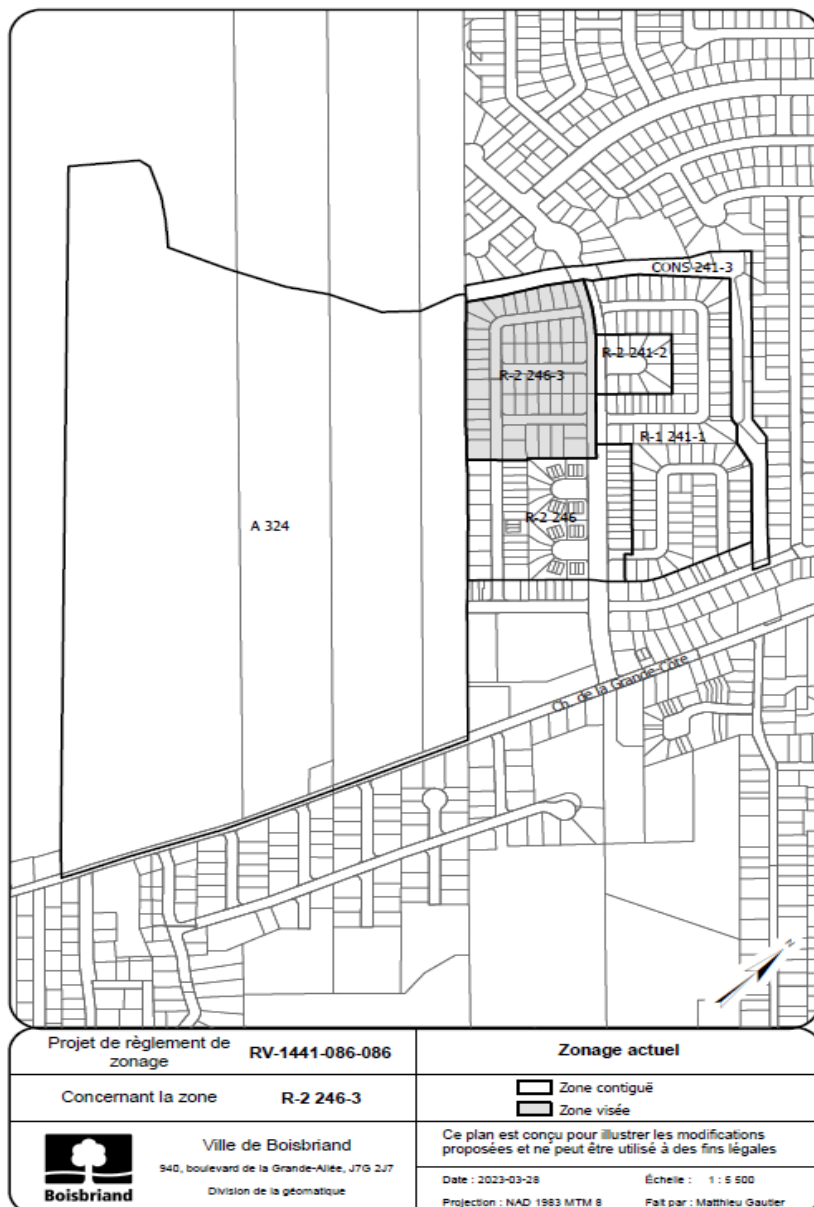 CONS 241-3
R-2 241-2
R-2 246-3
R-1 241-1
R-2 246
A 324
Ch. de la Grande-Côte
N
Projet de règlement de zonage RV-1441-086-086
Zonage actuel
Concernant la zone R-2 246-3
Zone contiguë
Zone visée
Boisbriand
Ville de Boisbriand
940, boulevard de la Grande-Allée, J7G 2J7
Division de la géomatique
Ce plan est conçu pour illustrer les modifications
proposées et ne peut être utilisé à des fins légales
Date : 2023-03-28 Échelle : 1 : 5 500
Projection : NAD 1983 MTM 8 Fait par : Matthieu Gautier